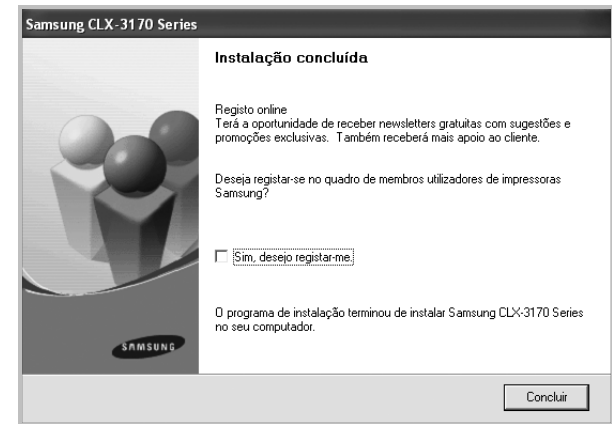 Samsung CLX-3170 Series
Instalação concluída
Registo online
Terá a oportunidade de receber newsletters gratuitas com sugestões e
promoções exclusivas. Também receberá mais apoio ao cliente.
Deseja registar-se no quadro de membros utilizadores de impressoras
Samsung?
Sim, desejo registar-me.
O programa de instalação terminou de instalar Samsung CLX-3170 Series
no seu computador.
SAMSUNG
Concluir